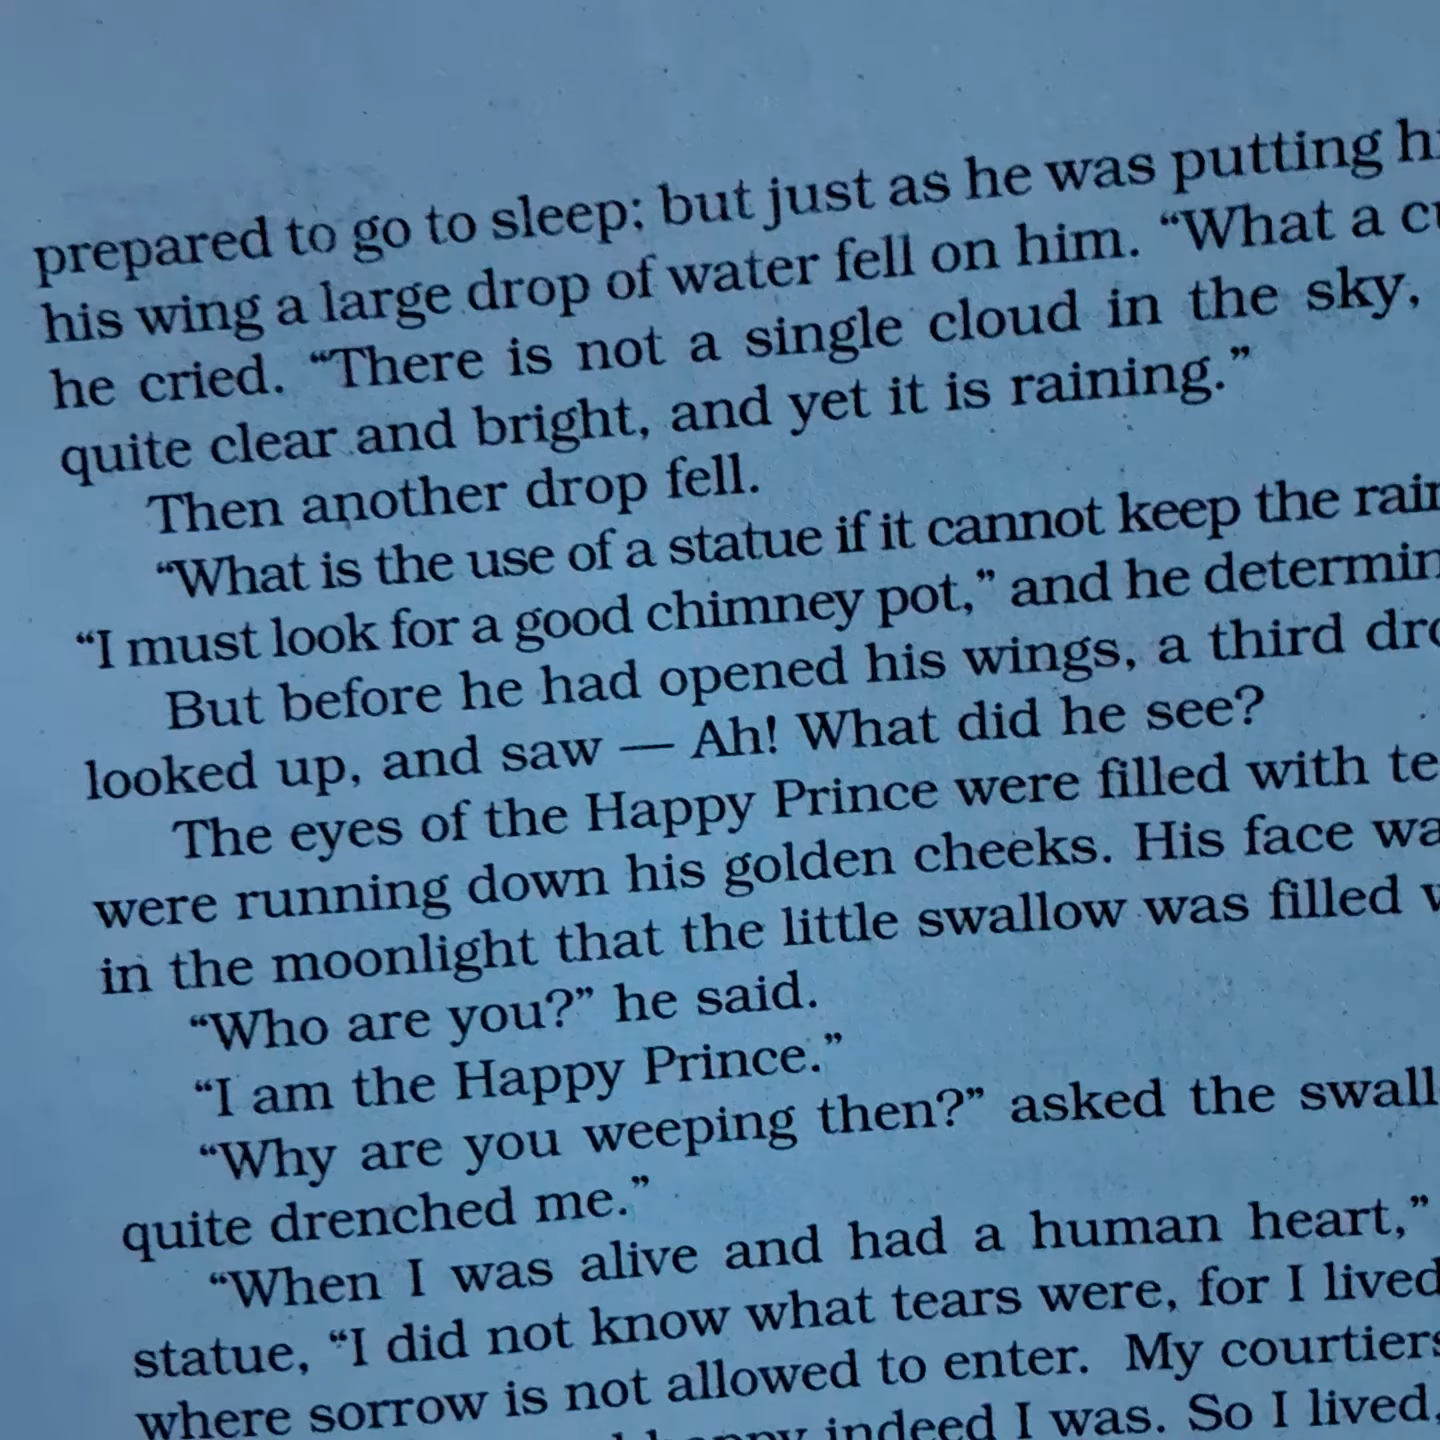 prepared to go to sleep; but just as he was putting
his wing a large drop of water fell on him. “What a
he cried. “There is not a single cloud in the sky,
quite clear and bright, and yet it is raining.”
Then another drop fell.
“What is the use of a statue if it cannot keep the
“I must look for a good chimney pot,” and he
But before he had opened his wings, a third
looked up, and saw — Ah! What did he see?
The eyes of the Happy Prince were filled with
were running down his golden cheeks. His face
in the moonlight that the little swallow was filled
“Who are you?” he said.
“I am the Happy Prince.”
“Why are you weeping then?” asked the
quite drenched me.”
“When I was alive and had a human heart,”
statue, “I did not know what tears were, for I lived
where sorrow is not allowed to enter. My
indeed I was. So I lived,